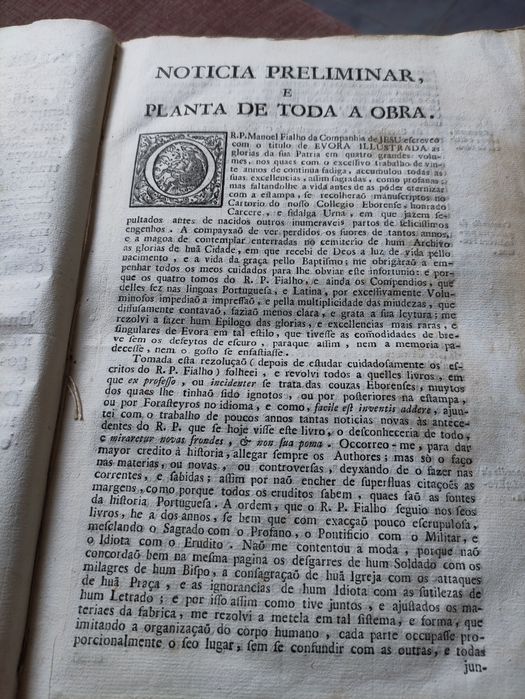 NOTICIA PRELIMINAR,
E
PLANTA DE TODA A OBRA.
O R. P. Manoel Fialho da Companhia de JESU escreveo
com o titulo de EVORA ILLUSTRADA as
glorias da sua Patria em quatro grandes volu-
mes, nos quaes com o excessivo trabalho de vin-
te annos de continua fadiga, accumulou todas as
suas excellencias, assim sagradas, como profanas;
mas faltandolhe a vida antes de as pôder eternizar
com a estampa, se recolheraõ manuscriptos no
Cartorio do nosso Collegio Eborense, honrado
Carcere, e fidalga Urna, em que jazem se-
pultados antes de nacidos outros inumeraveis partos de felicissimos
engenhos. A compayxaõ de ver perdidos os suores de tantos annos,
e a magoa de contemplar enterradas no cemiterio de hum Archivo
as glorias de huã Cidade, em que recebi de Deos a luz de vida pello
nacimento, e a vida da graça pello Baptismo; me obrigáraõ a em-
penhar todos os meos cuidados para lhe obviar este infortunio: e por-
que os quatro tomos do R. P. Fialho, e ainda os Compendios, que
delles fez nas lingoas Portuguesa, e Latina, por excessivamente Volu-
minosos impediaõ a impressaõ, e pella multiplicidade das miudezas, que
diffusamente contavaõ, faziaõ menos clara, e grata a sua leytura; me
rezolvi a fazer hum Epilogo das glorias, e excellencias mais raras, e
singulares de Evora em tal estilo, que tivesse as comodidades de bre-
ve sem os defeytos de escuro, paraque assim, nem a memoria pa-
decesse, nem o gosto se enfastiasse.
Tomada esta rezoluçaõ (depois de estudar cuidadosamente os es-
critos do R. P. Fialho) folheei, e revolvi todos a quelles livros, em
que ex professo, ou incidenter se trata das couzas Eborenses, muytos
dos quaes lhe tinhaõ sido ignotos, ou por posteriores na estampa,
ou por Forasteyros no idioma, e como, facile est inventis addere, ajun-
tei com o trabalho de poucos annos tantas noticias novas às antece-
dentes do R. P. que se hoje visse este livro, o desconheceria de todo,
e miraretur novas frondes, & non sua poma. Occorreo-me, para dar
mayor credito à historia, allegar sempre os Authores; mas só o faço
nas materias, ou novas, ou controversas, deyxando de o fazer nas
correntes, e sabidas; assim por naõ encher de superfluas citaçoẽs as
margens, como porque todos os eruditos sabem, quaes saõ as fontes
da historia Portuguesa. A ordem, que o R. P. Fialho seguio nos seos
livros, he a dos annos, se bem que com exacçaõ pouco escrupulosa,
mesclando o Sagrado com o Profano, o Pontificio com o Militar, e
o Idiota com o Erudito. Naõ me contentou a moda, porque naõ
concordaõ bem na mesma pagina os desgarres de hum Soldado com os
milagres de hum Bispo, a consagraçaõ de huã Igreja com os attaques
de huã Praça, e as ignorancias de hum Idiota com as sutilezas de
hum Letrado; e por isso assim como tive juntos, e ajustados os ma-
teriaes da fabrica, me rezolvi a metela em tal sistema, e forma, que
imitando a organizaçaõ do corpo humano, cada parte occupasse pro-
porcionalmente o seo lugar, sem se confundir com as outras, e todas
jun-